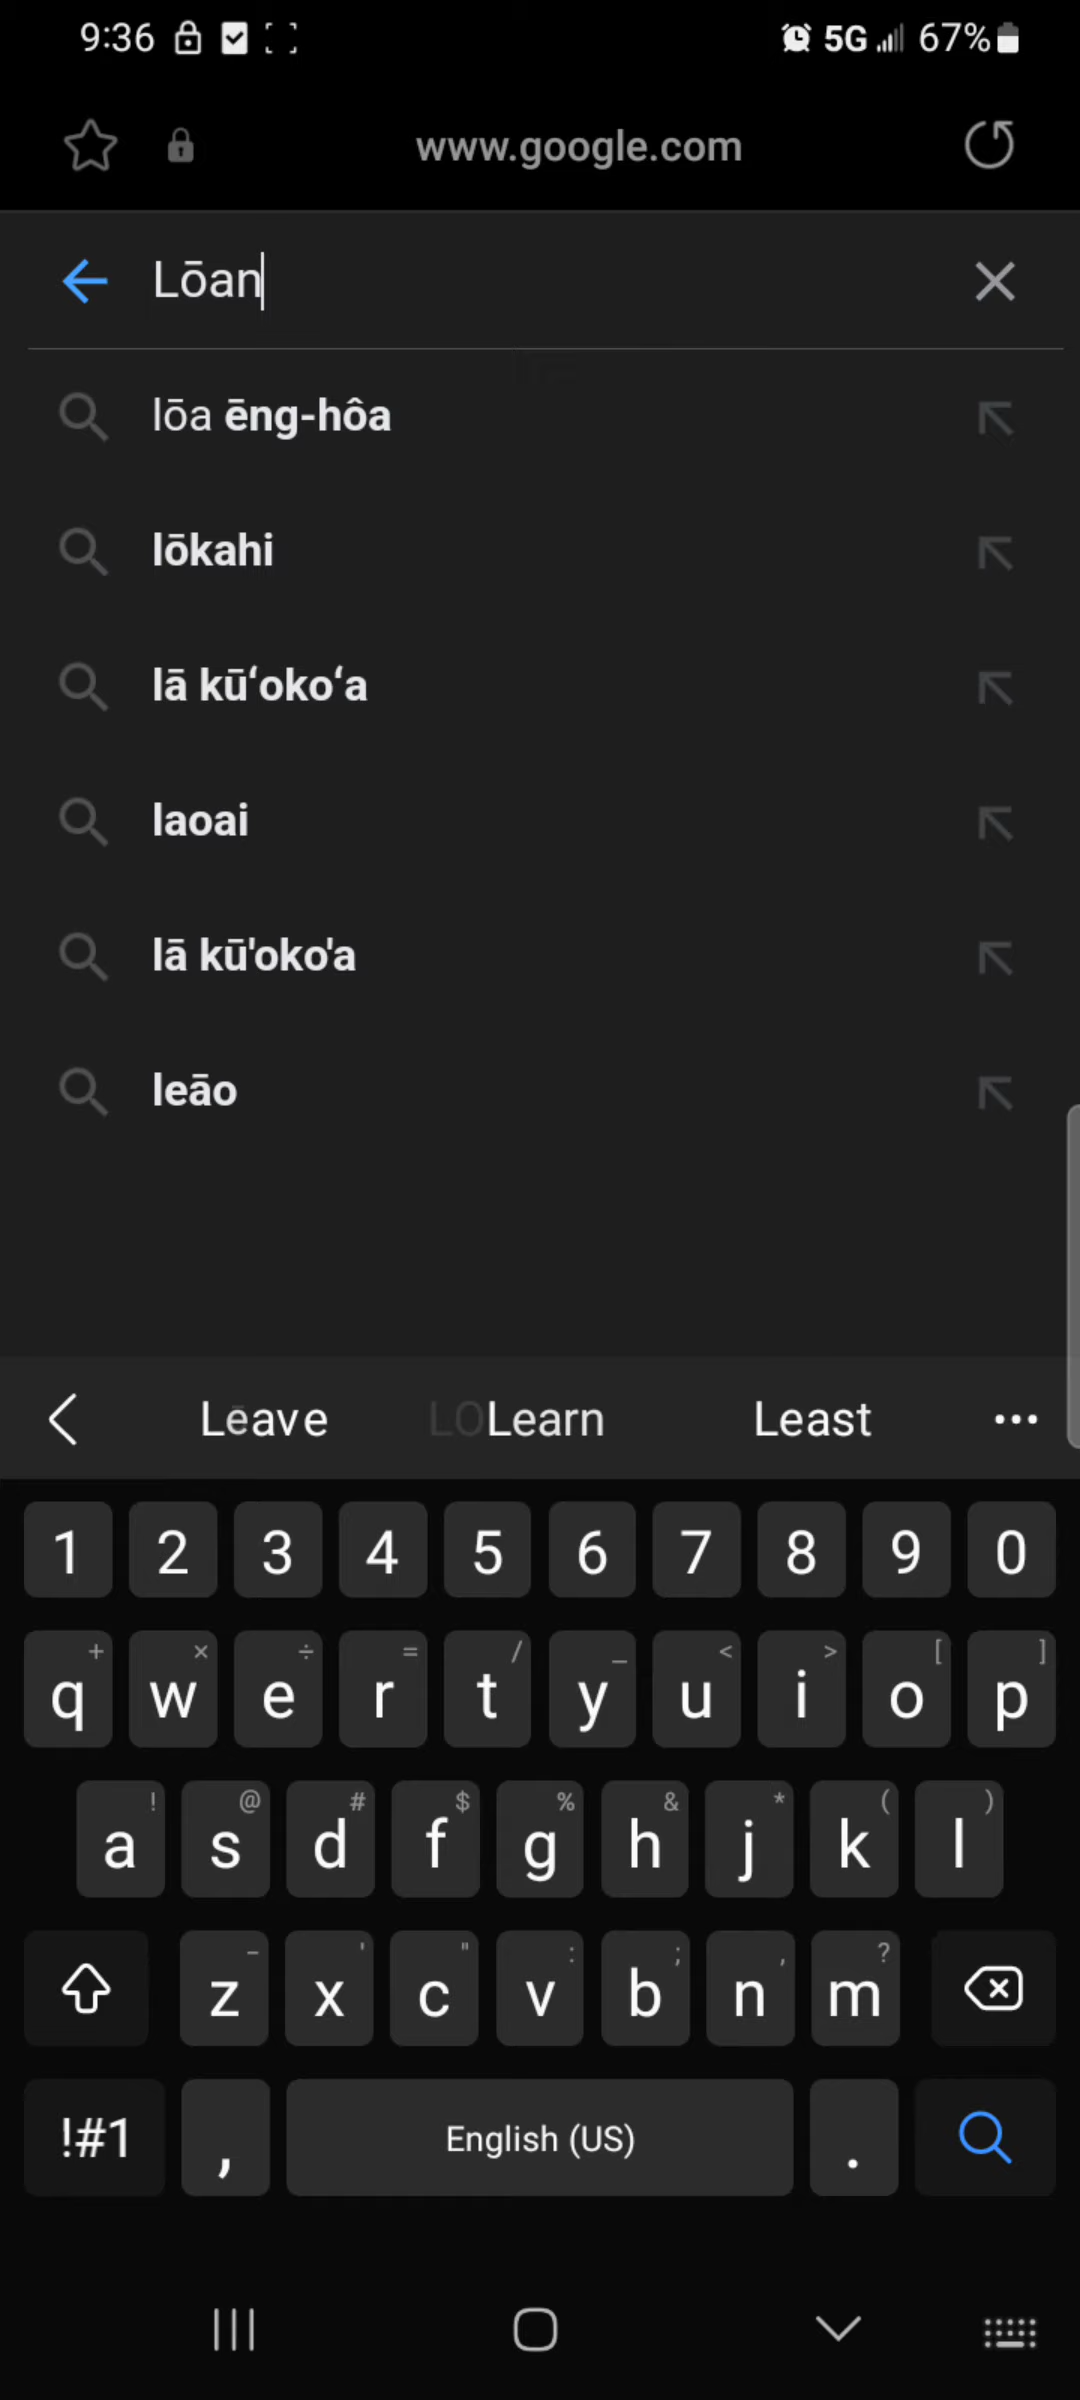 9:36 5G 67%
www.google.com
Lōan
lōa ēng-hôa
lōkahi
lā kūʻokoʻa
laoai
lā kū'oko'a
leāo
Leave Learn Least ...
1 2 3 4 5 6 7 8 9 0
+ × ÷ = / _ < > [ ]
q w e r t y u i o p
! @ # $ % & * ( )
a s d f g h j k l
- ' " : ; , ?
z x c v b n m
!#1 , English (US) .